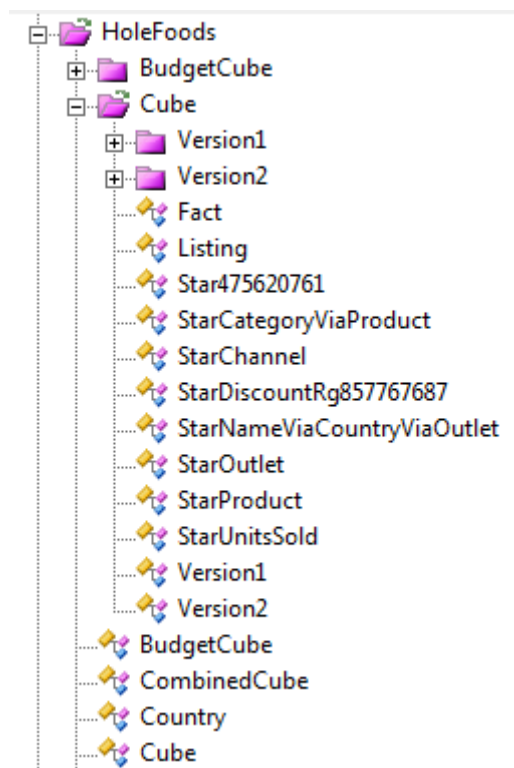 HoleFoods
BudgetCube
Cube
Version1
Version2
Fact
Listing
Star475620761
StarCategoryViaProduct
StarChannel
StarDiscountRg857767687
StarNameViaCountryViaOutlet
StarOutlet
StarProduct
StarUnitsSold
Version1
Version2
BudgetCube
CombinedCube
Country
Cube